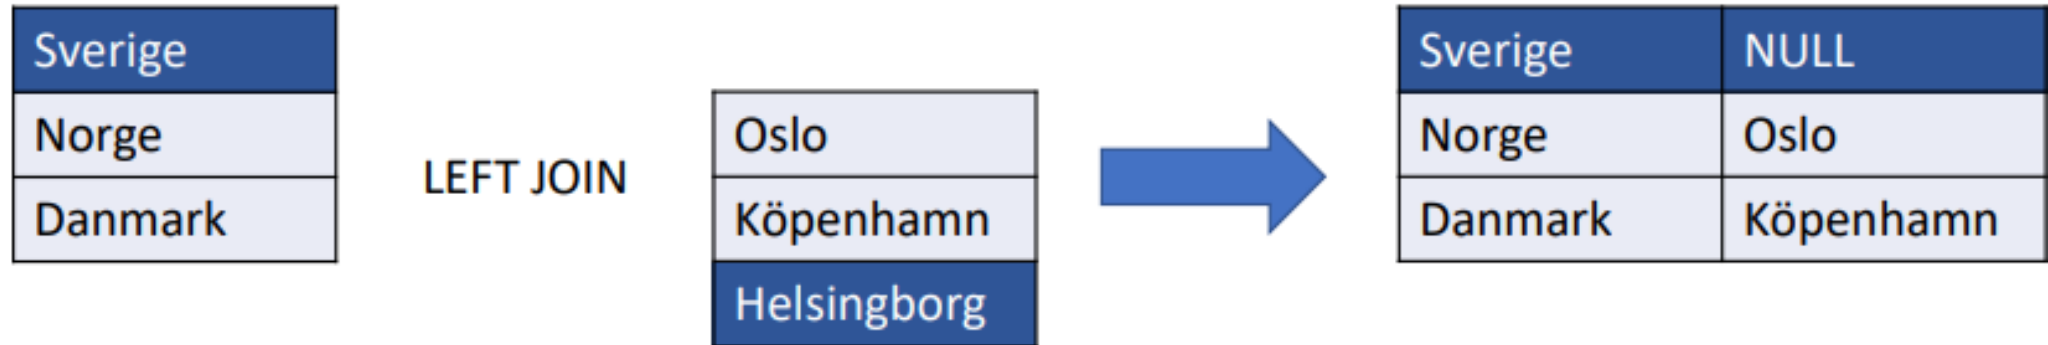 Sverige
Norge
Danmark
LEFT JOIN
Oslo
Köpenhamn
Helsingborg
Sverige NULL
Norge Oslo
Danmark Köpenhamn